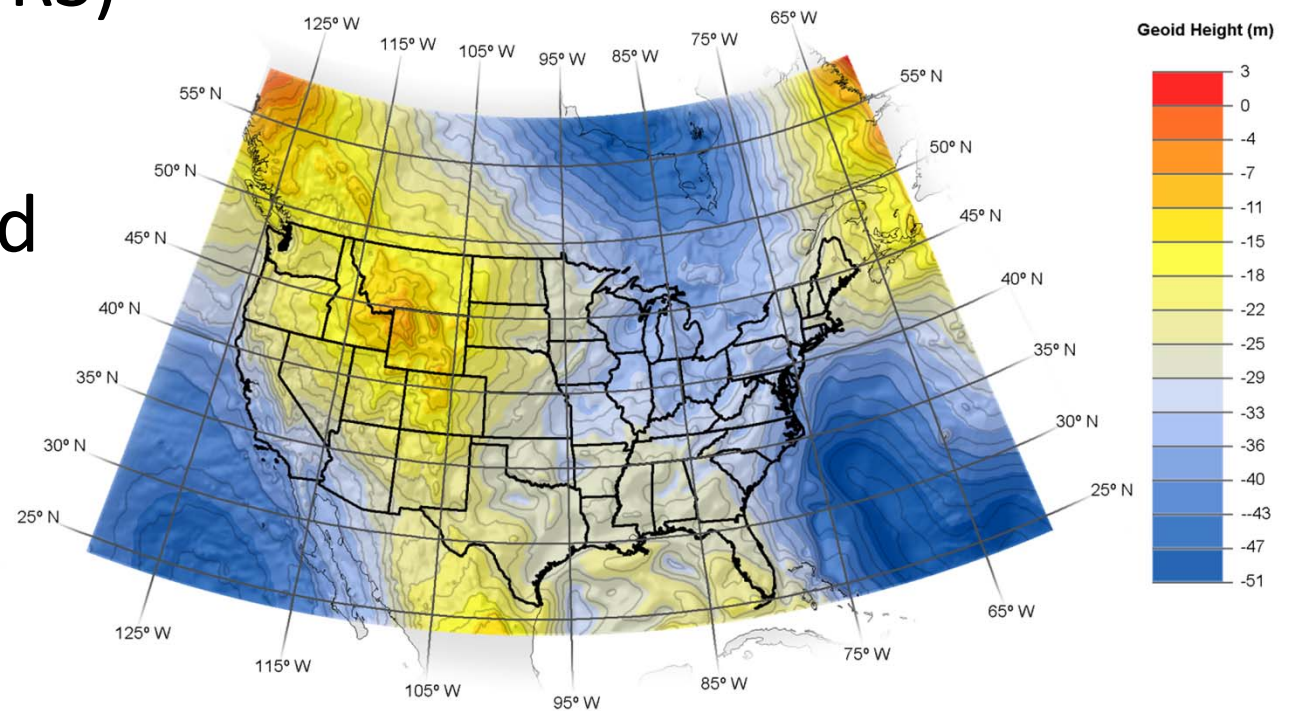 RS)
d
125° W
115° W
105° W
95° W
85° W
75° W
65° W
55° N
50° N
45° N
40° N
35° N
30° N
25° N
55° N
50° N
45° N
40° N
35° N
30° N
25° N
125° W
115° W
105° W
95° W
85° W
75° W
65° W
Geoid Height (m)
3
0
-4
-7
-11
-15
-18
-22
-25
-29
-33
-36
-40
--43
-47
-51